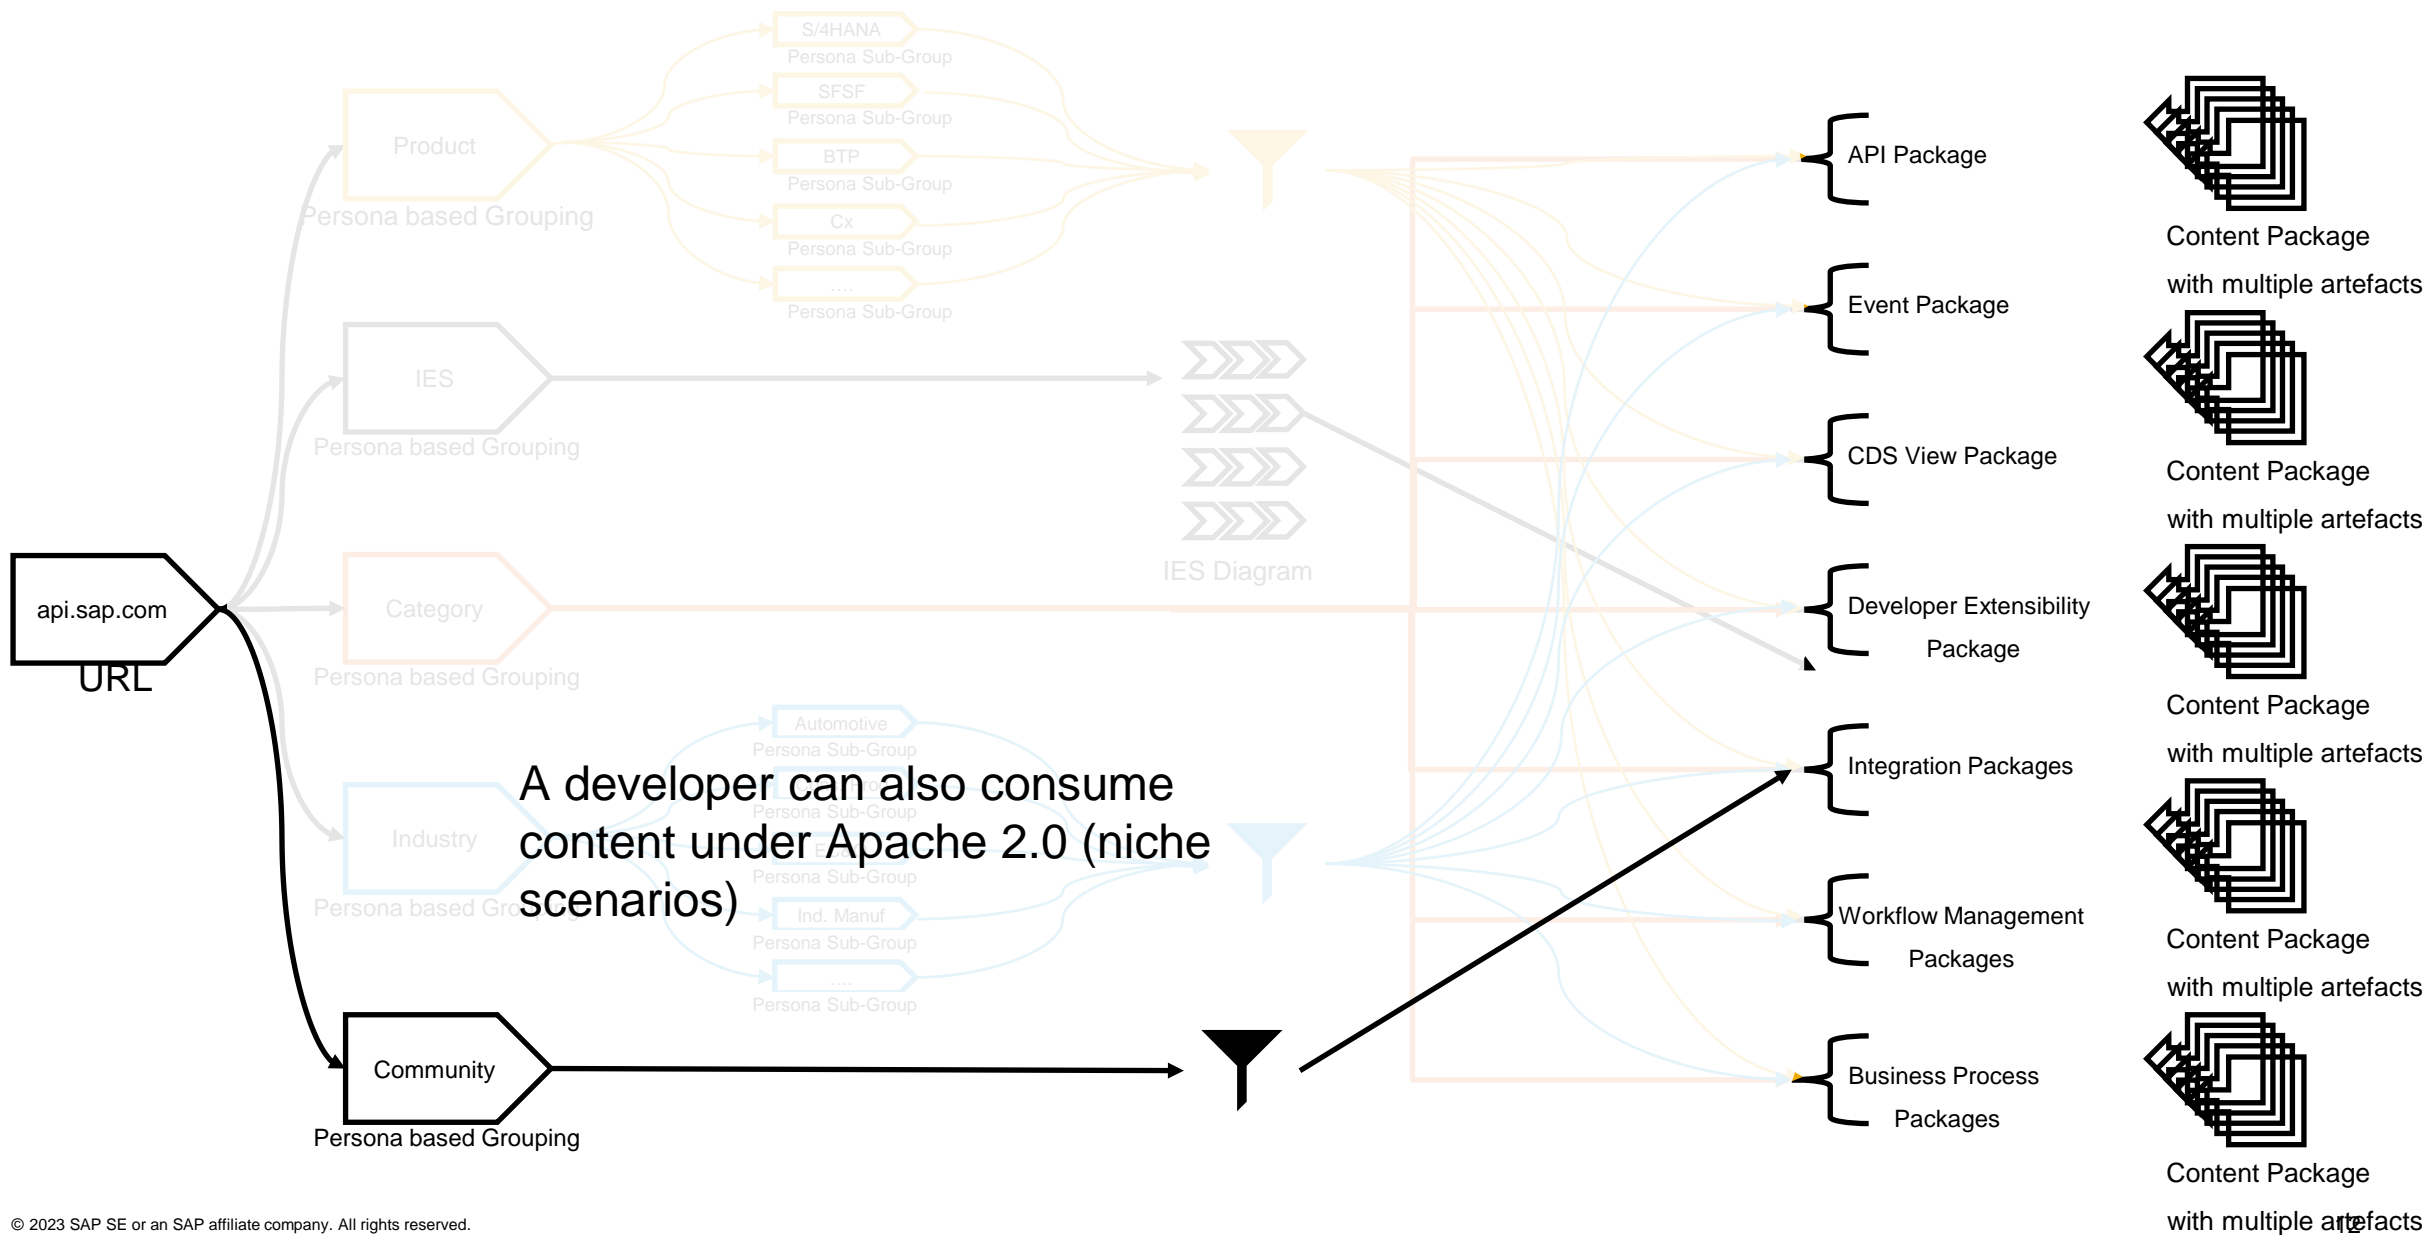 S/4HANA
Persona Sub-Group
SFSF
Persona Sub-Group
BTP
Persona Sub-Group
Cx
Persona Sub-Group
....
Persona Sub-Group
Product
Persona based Grouping
IES
Persona based Grouping
IES Diagram
api.sap.com
URL
Category
Persona based Grouping
Automotive
Persona Sub-Group
Persona Sub-Group
Persona Sub-Group
Ind. Manuf
Persona Sub-Group
....
Persona Sub-Group
Industry
Persona based Grouping
A developer can also consume
content under Apache 2.0 (niche
scenarios)
Community
Persona based Grouping
API Package
Event Package
CDS View Package
Developer Extensibility
Package
Integration Packages
Workflow Management
Packages
Business Process
Packages
Content Package
with multiple artefacts
Content Package
with multiple artefacts
Content Package
with multiple artefacts
Content Package
with multiple artefacts
Content Package
with multiple artefacts
© 2023 SAP SE or an SAP affiliate company. All rights reserved.
12